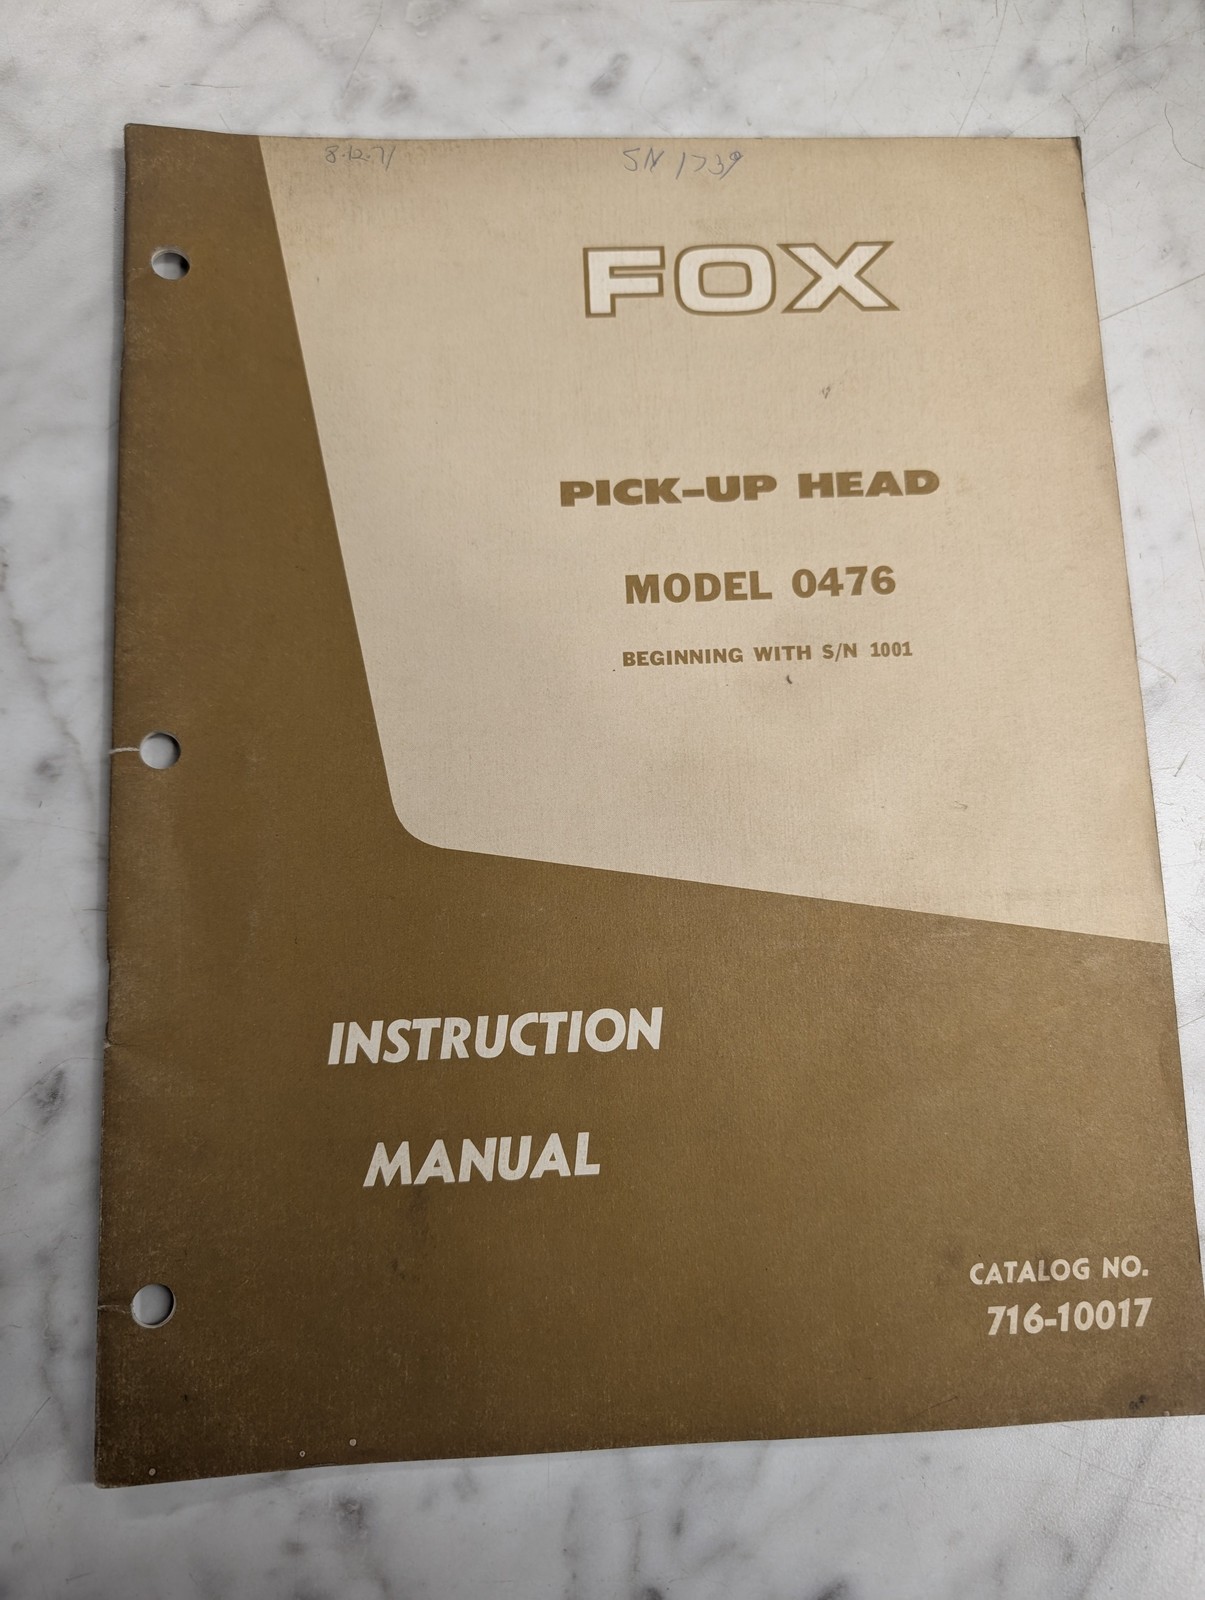 8-12-71 SN 1739
FOX
PICK-UP HEAD
MODEL 0476
BEGINNING WITH S/N 1001
INSTRUCTION
MANUAL
CATALOG NO.
716-10017